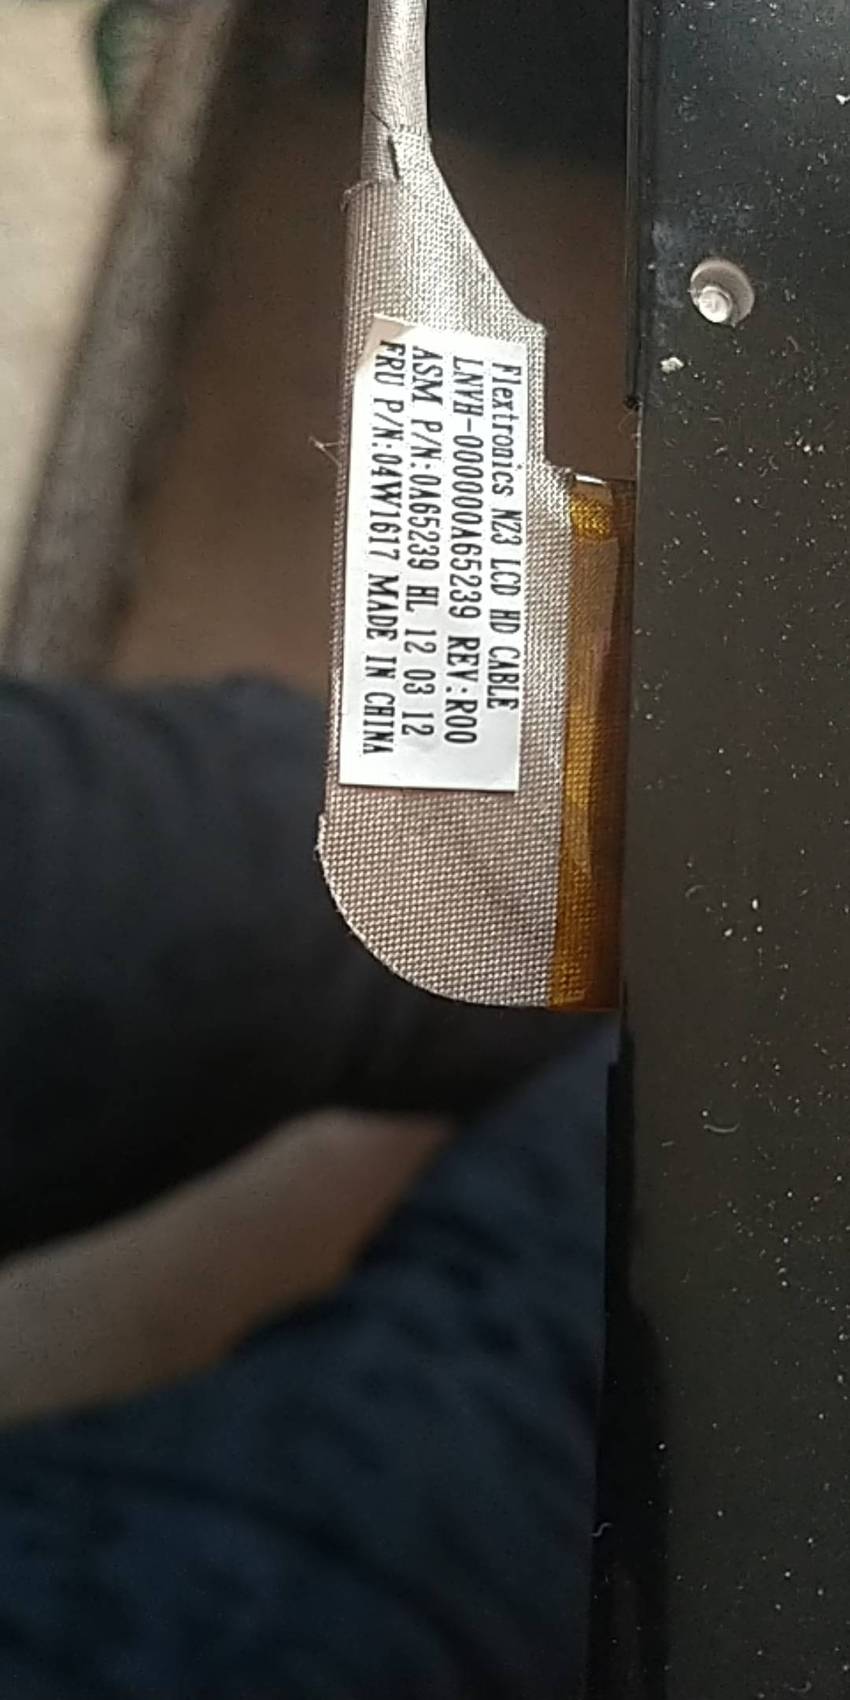 Flextronics N23 LCD HD CABLE
LNVH-000000A65239 REV:R00
ASM P/N:0A65239 HL 12 03 12
FRU P/N:04W1617 MADE IN CHINA